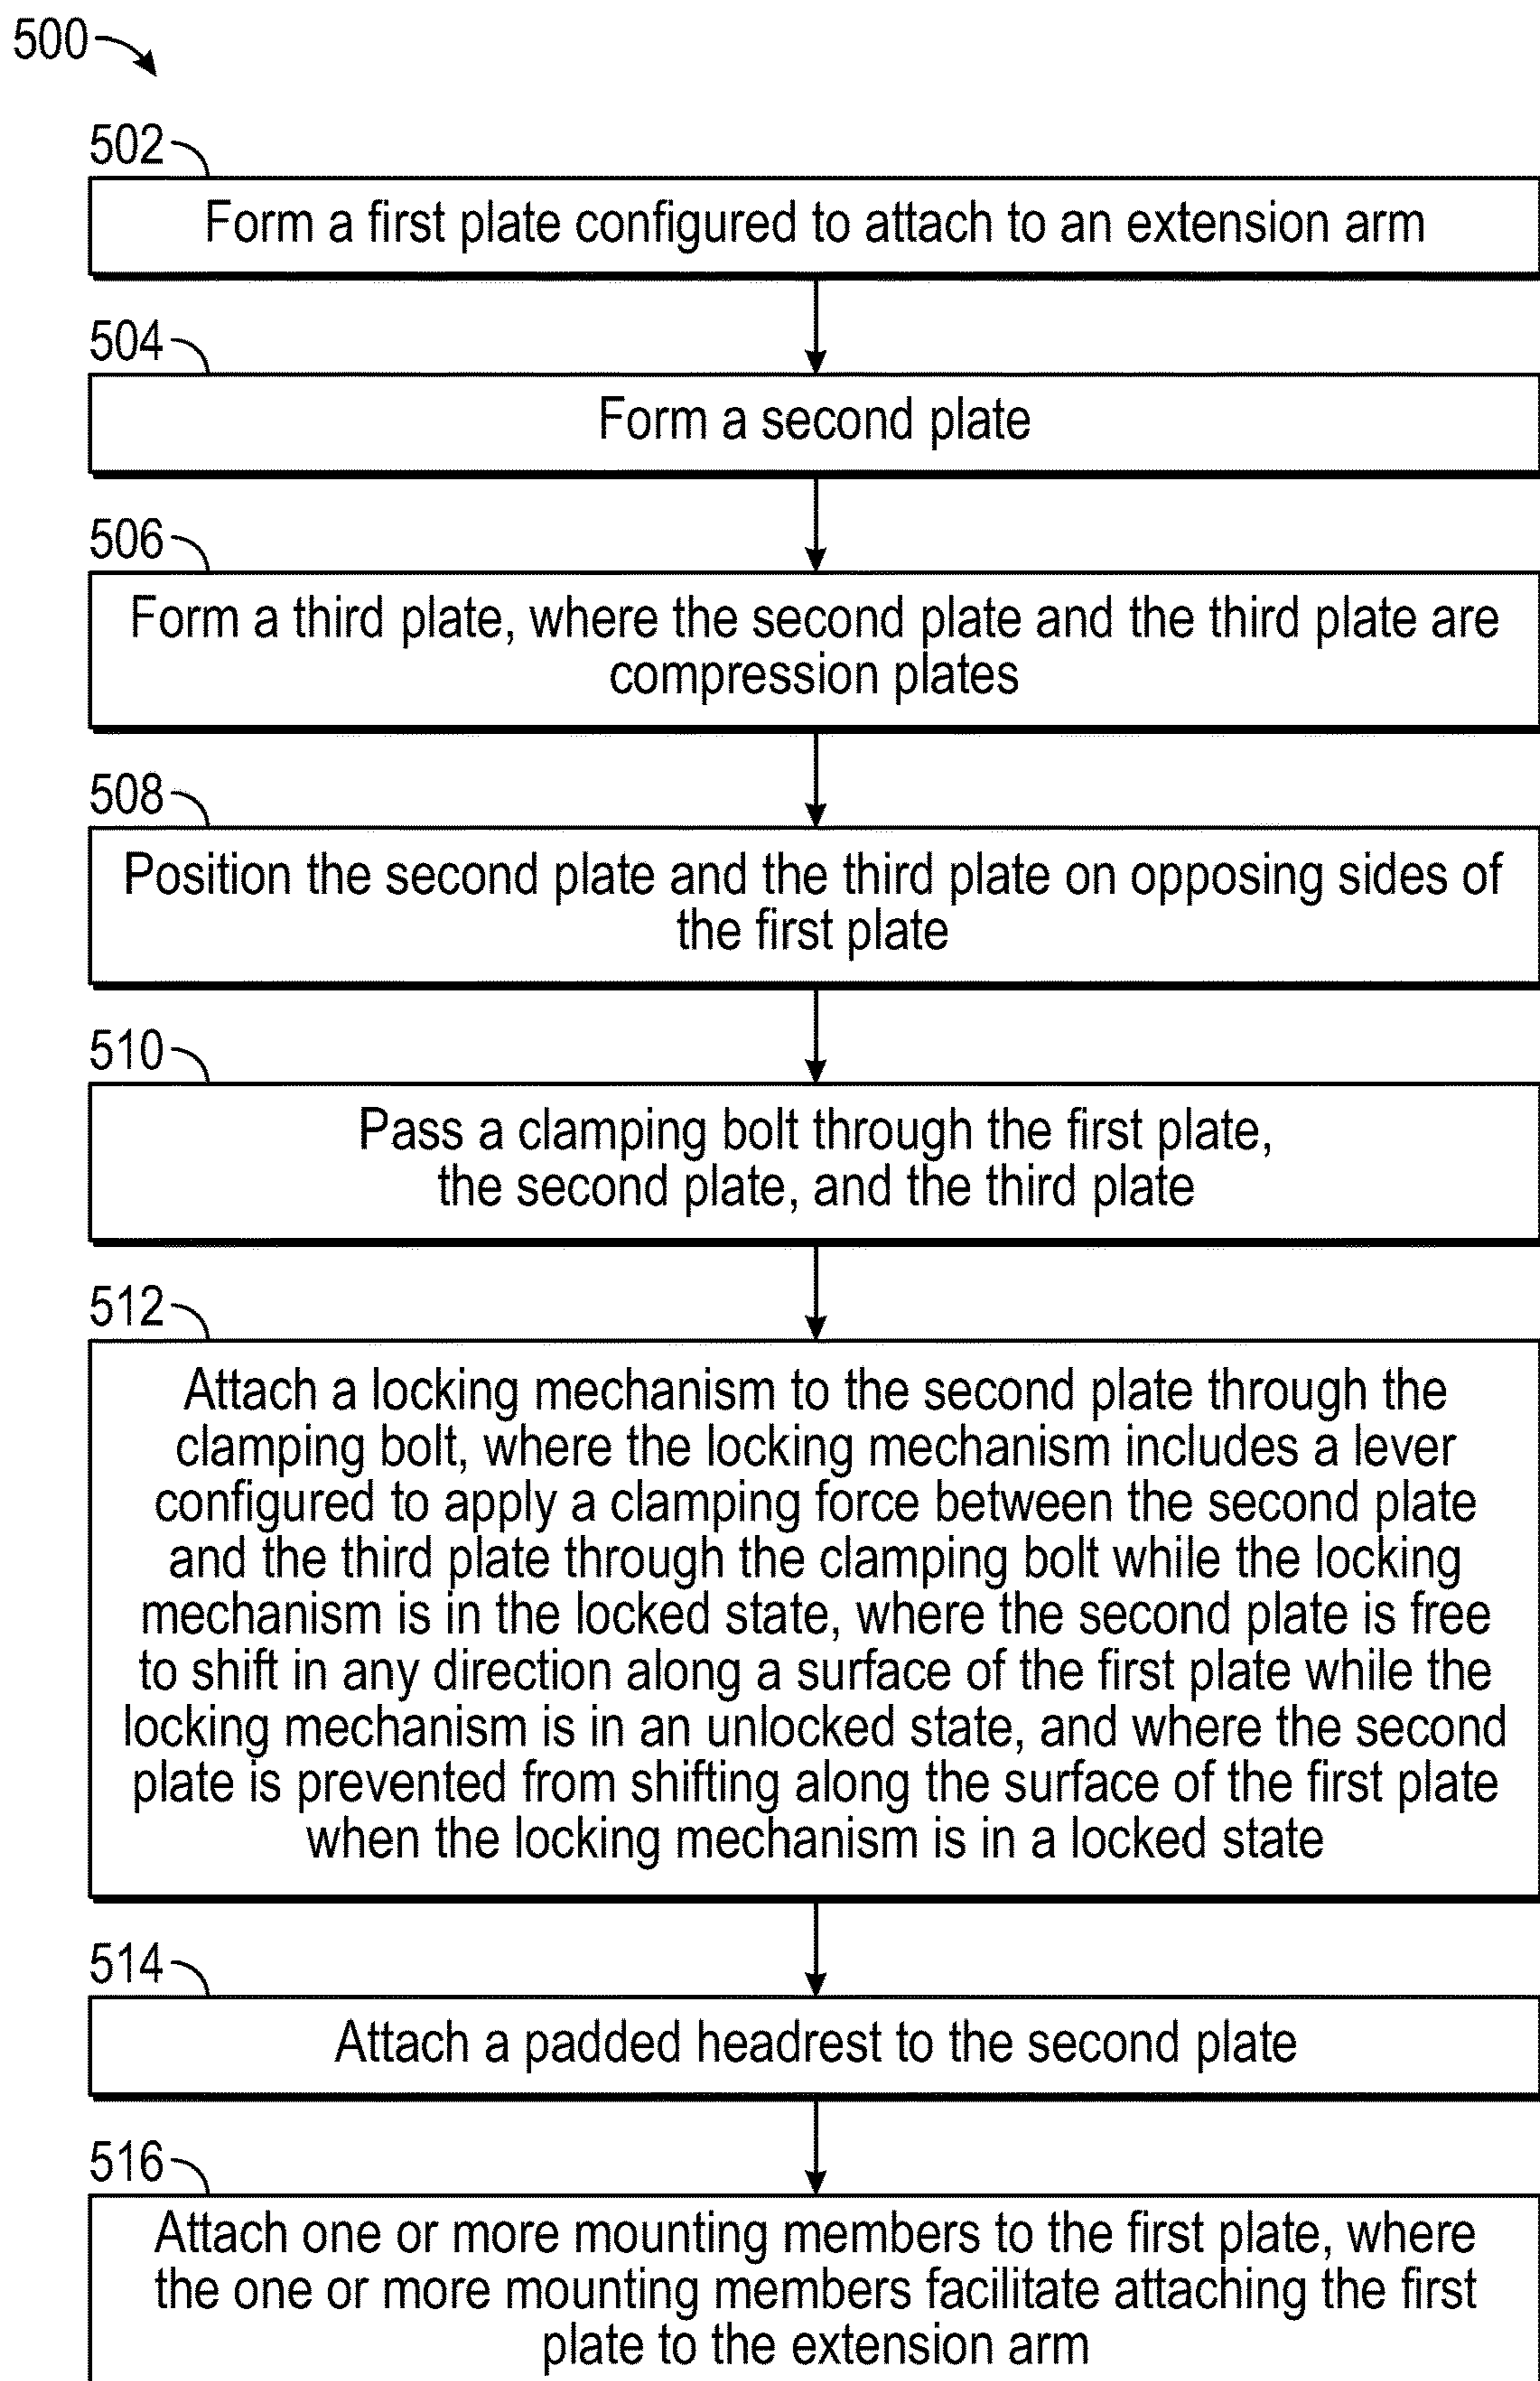 500
502
Form a first plate configured to attach to an extension arm
504
Form a second plate
506
Form a third plate, where the second plate and the third plate are
compression plates
508
Position the second plate and the third plate on opposing sides of
the first plate
510
Pass a clamping bolt through the first plate,
the second plate, and the third plate
512
Attach a locking mechanism to the second plate through the
clamping bolt, where the locking mechanism includes a lever
configured to apply a clamping force between the second plate
and the third plate through the clamping bolt while the locking
mechanism is in the locked state, where the second plate is free
to shift in any direction along a surface of the first plate while the
locking mechanism is in an unlocked state, and where the second
plate is prevented from shifting along the surface of the first plate
when the locking mechanism is in a locked state
514
Attach a padded headrest to the second plate
516
Attach one or more mounting members to the first plate, where
the one or more mounting members facilitate attaching the first
plate to the extension arm